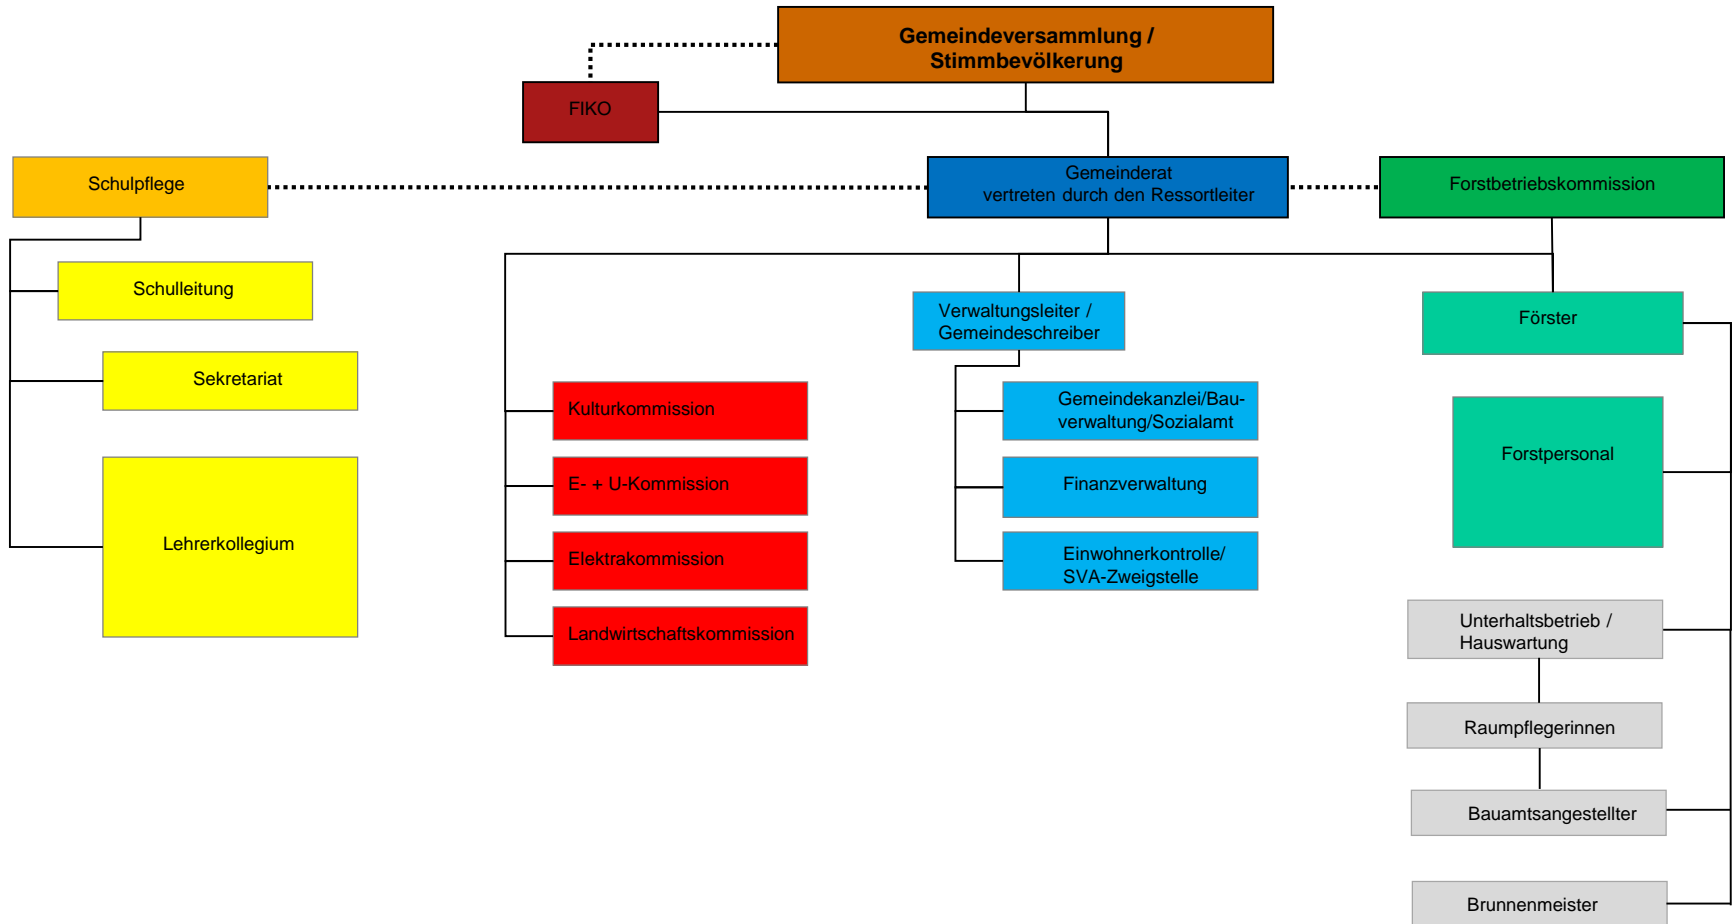 Gemeindeversammlung /
Stimmbevölkerung
FIKO
Schulpflege
Gemeinderat
vertreten durch den Ressortleiter
Forstbetriebskommission
Schulleitung
Verwaltungsleiter /
Gemeindeschreiber
Förster
Sekretariat
Kulturkommission
Gemeindekanzlei/Bau-
verwaltung/Sozialamt
Forstpersonal
E- + U-Kommission
Finanzverwaltung
Lehrerkollegium
Elektrakommission
Einwohnerkontrolle/
SVA-Zweigstelle
Landwirtschaftskommission
Unterhaltsbetrieb /
Hauswartung
Raumpflegerinnen
Bauamtsangestellter
Brunnenmeister